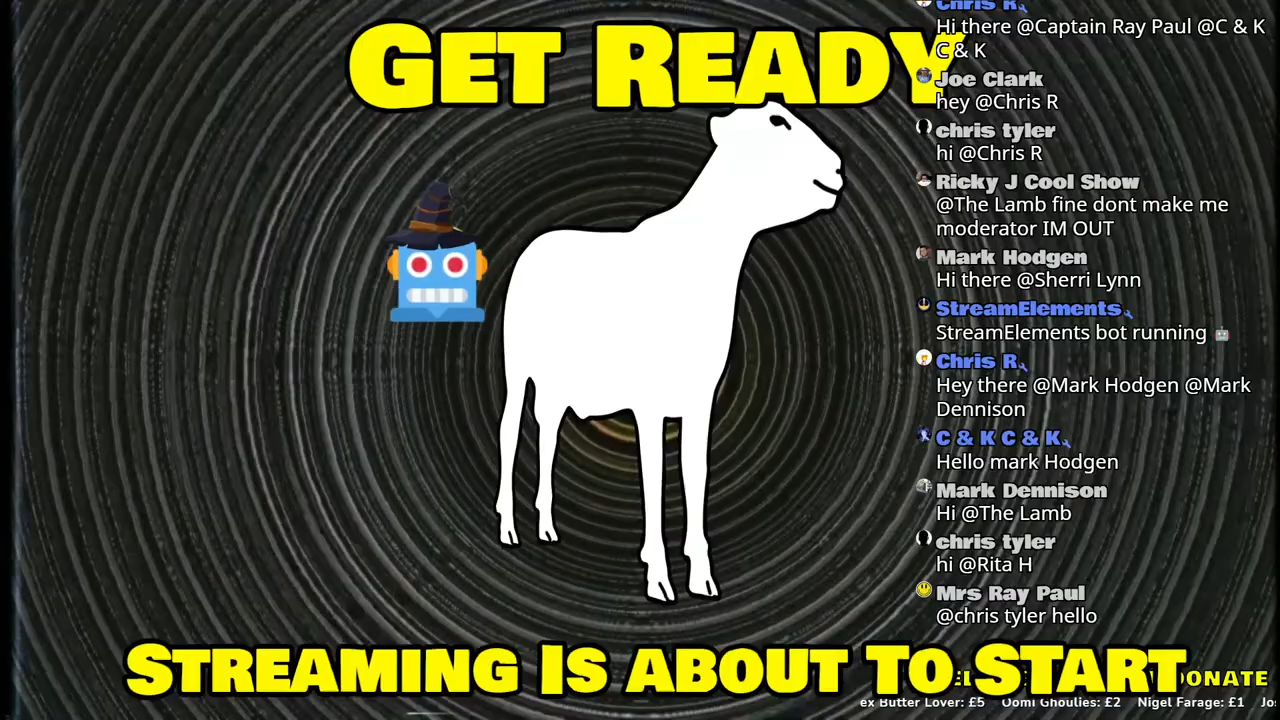 GET READY
Chris R
Hi there @Captain Ray Paul @C & K
C & K
Joe Clark
hey @Chris R
chris tyler
hi @Chris R
Ricky J Cool Show
@The Lamb fine dont make me
moderator IM OUT
Mark Hodgen
Hi there @Sherri Lynn
StreamElements
StreamElements bot running
Chris R
Hey there @Mark Hodgen @Mark
Dennison
C & K C & K
Hello mark Hodgen
Mark Dennison
Hi @The Lamb
chris tyler
hi @Rita H
Mrs Ray Paul
@chris tyler hello
STREAMING IS ABOUT TO START
DONATE
Butter Lover: £5 Oomi Ghoulies: £2 Nigel Farage: £1